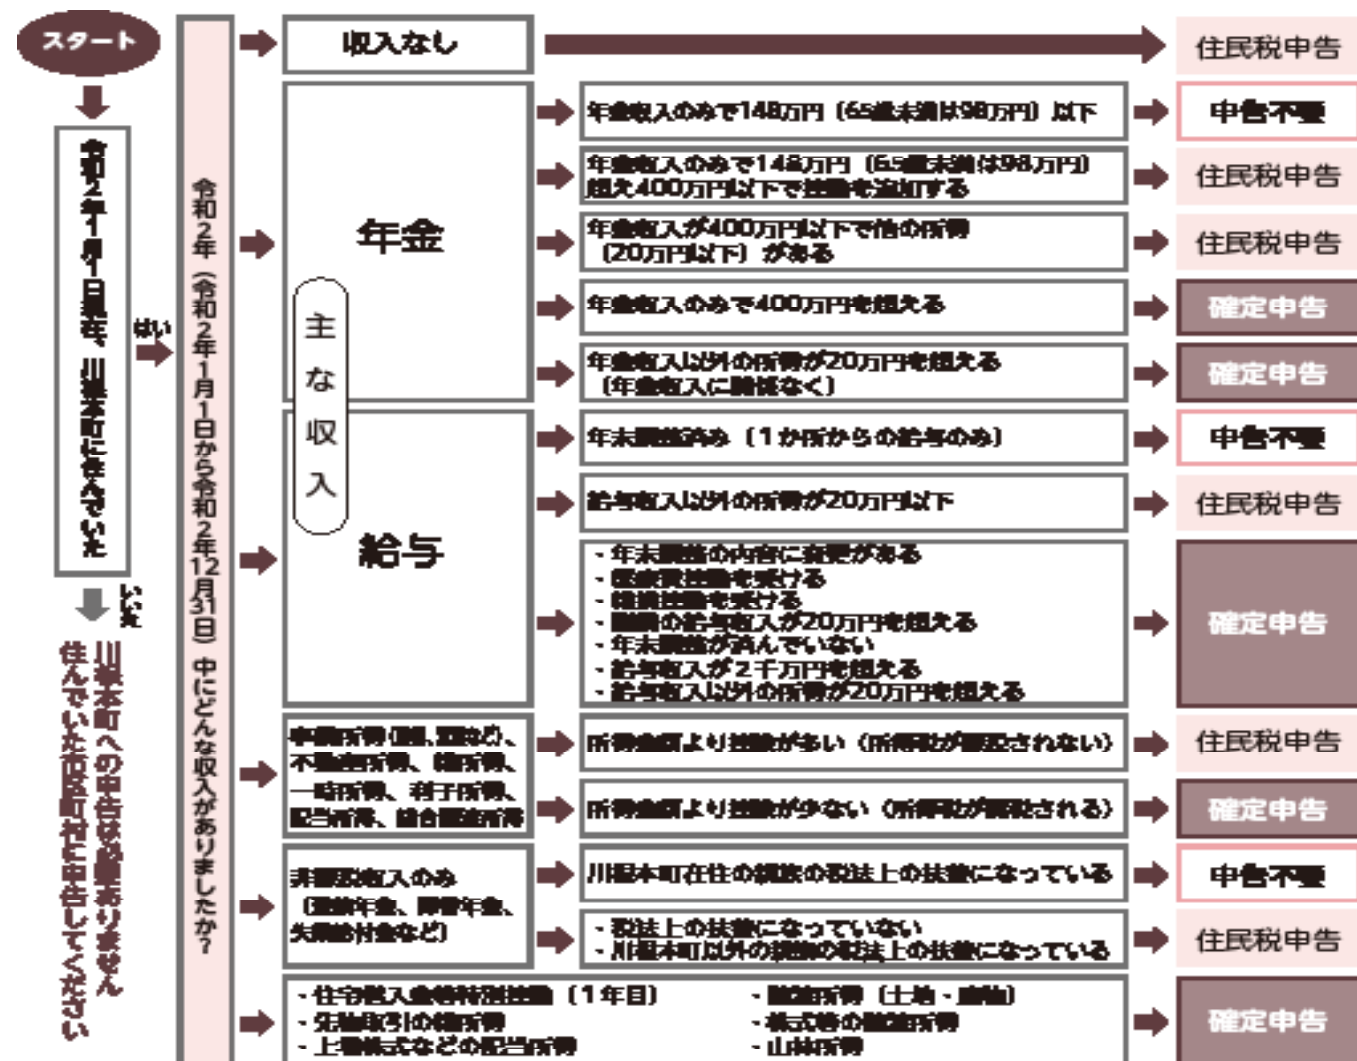 スタート
令和2年1月1日現在、川根本町に住んでいた
はい
いいえ
川根本町への申告は必要ありません
住んでいた市区町村に申告してください
令和2年（令和2年1月1日から令和2年12月31日）中にどんな収入がありましたか？
主な収入
収入なし
住民税申告
年金
年金収入のみで148万円（65歳未満は98万円）以下
申告不要
年金収入のみで148万円（65歳未満は98万円）
超え400万円以下で控除を追加する
住民税申告
年金収入が400万円以下で他の所得
（20万円以下）がある
住民税申告
年金収入のみで400万円を超える
確定申告
年金収入以外の所得が20万円を超える
（年金収入に関係なく）
確定申告
給与
年末調整済み（1か所からの給与のみ）
申告不要
給与収入以外の所得が20万円以下
住民税申告
・年末調整の内容に変更がある
・医療費控除を受ける
・控除を受ける
・の給与収入が20万円を超える
・年末調整が済んでいない
・給与収入が2千万円を超える
・給与収入以外の所得が20万円を超える
確定申告
事業所得（など）、
不動産所得、雑所得、
一時所得、利子所得、
配当所得、総合譲渡所得
所得金額より控除が多い（所得税が課税されない）
住民税申告
所得金額より控除が少ない（所得税が課税される）
確定申告
非課税収入のみ
（遺族年金、障害年金、
失業給付金など）
川根本町在住の親族の税法上の扶養になっている
申告不要
・税法上の扶養になっていない
・川根本町以外の親族の税法上の扶養になっている
住民税申告
・住宅借入金等特別控除（1年目）
・先物取引の雑所得
・上場株式などの配当所得
・譲渡所得（土地・建物）
・株式等の譲渡所得
・山林所得
確定申告